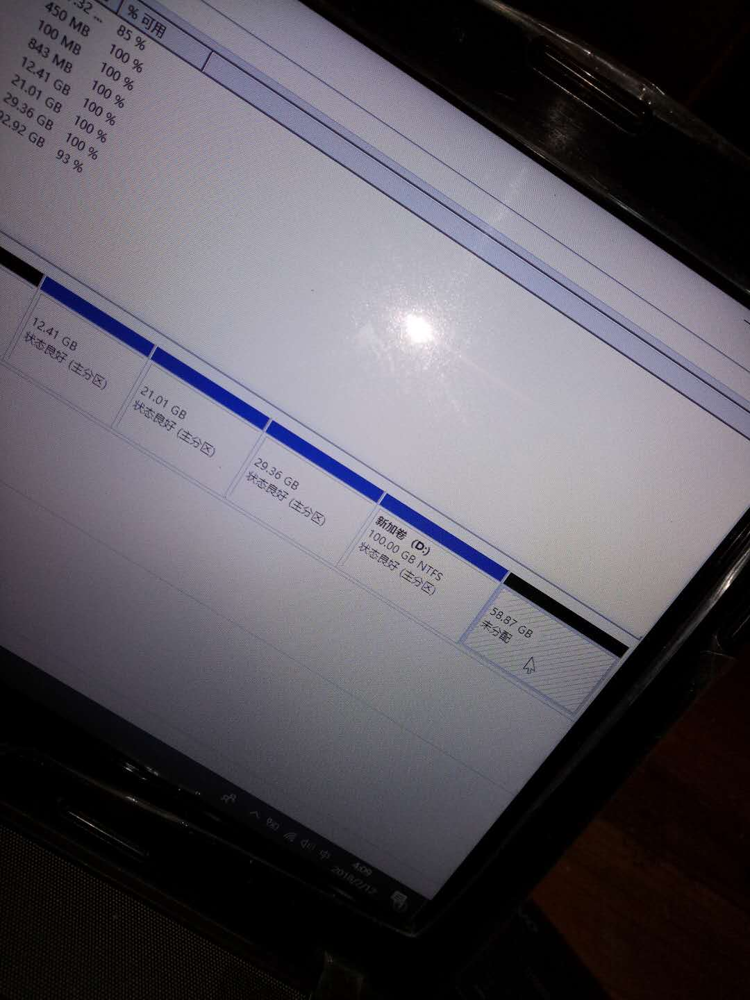 % 可用
.32 ... 85 %
450 MB 100 %
100 MB 100 %
843 MB 100 %
12.41 GB 100 %
21.01 GB 100 %
29.36 GB 100 %
92.92 GB 93 %
12.41 GB
状态良好 (主分区)
21.01 GB
状态良好 (主分区)
29.36 GB
状态良好 (主分区)
新加卷 (D:)
100.00 GB NTFS
状态良好 (主分区)
58.87 GB
未分配
中
4:09
2018/2/12